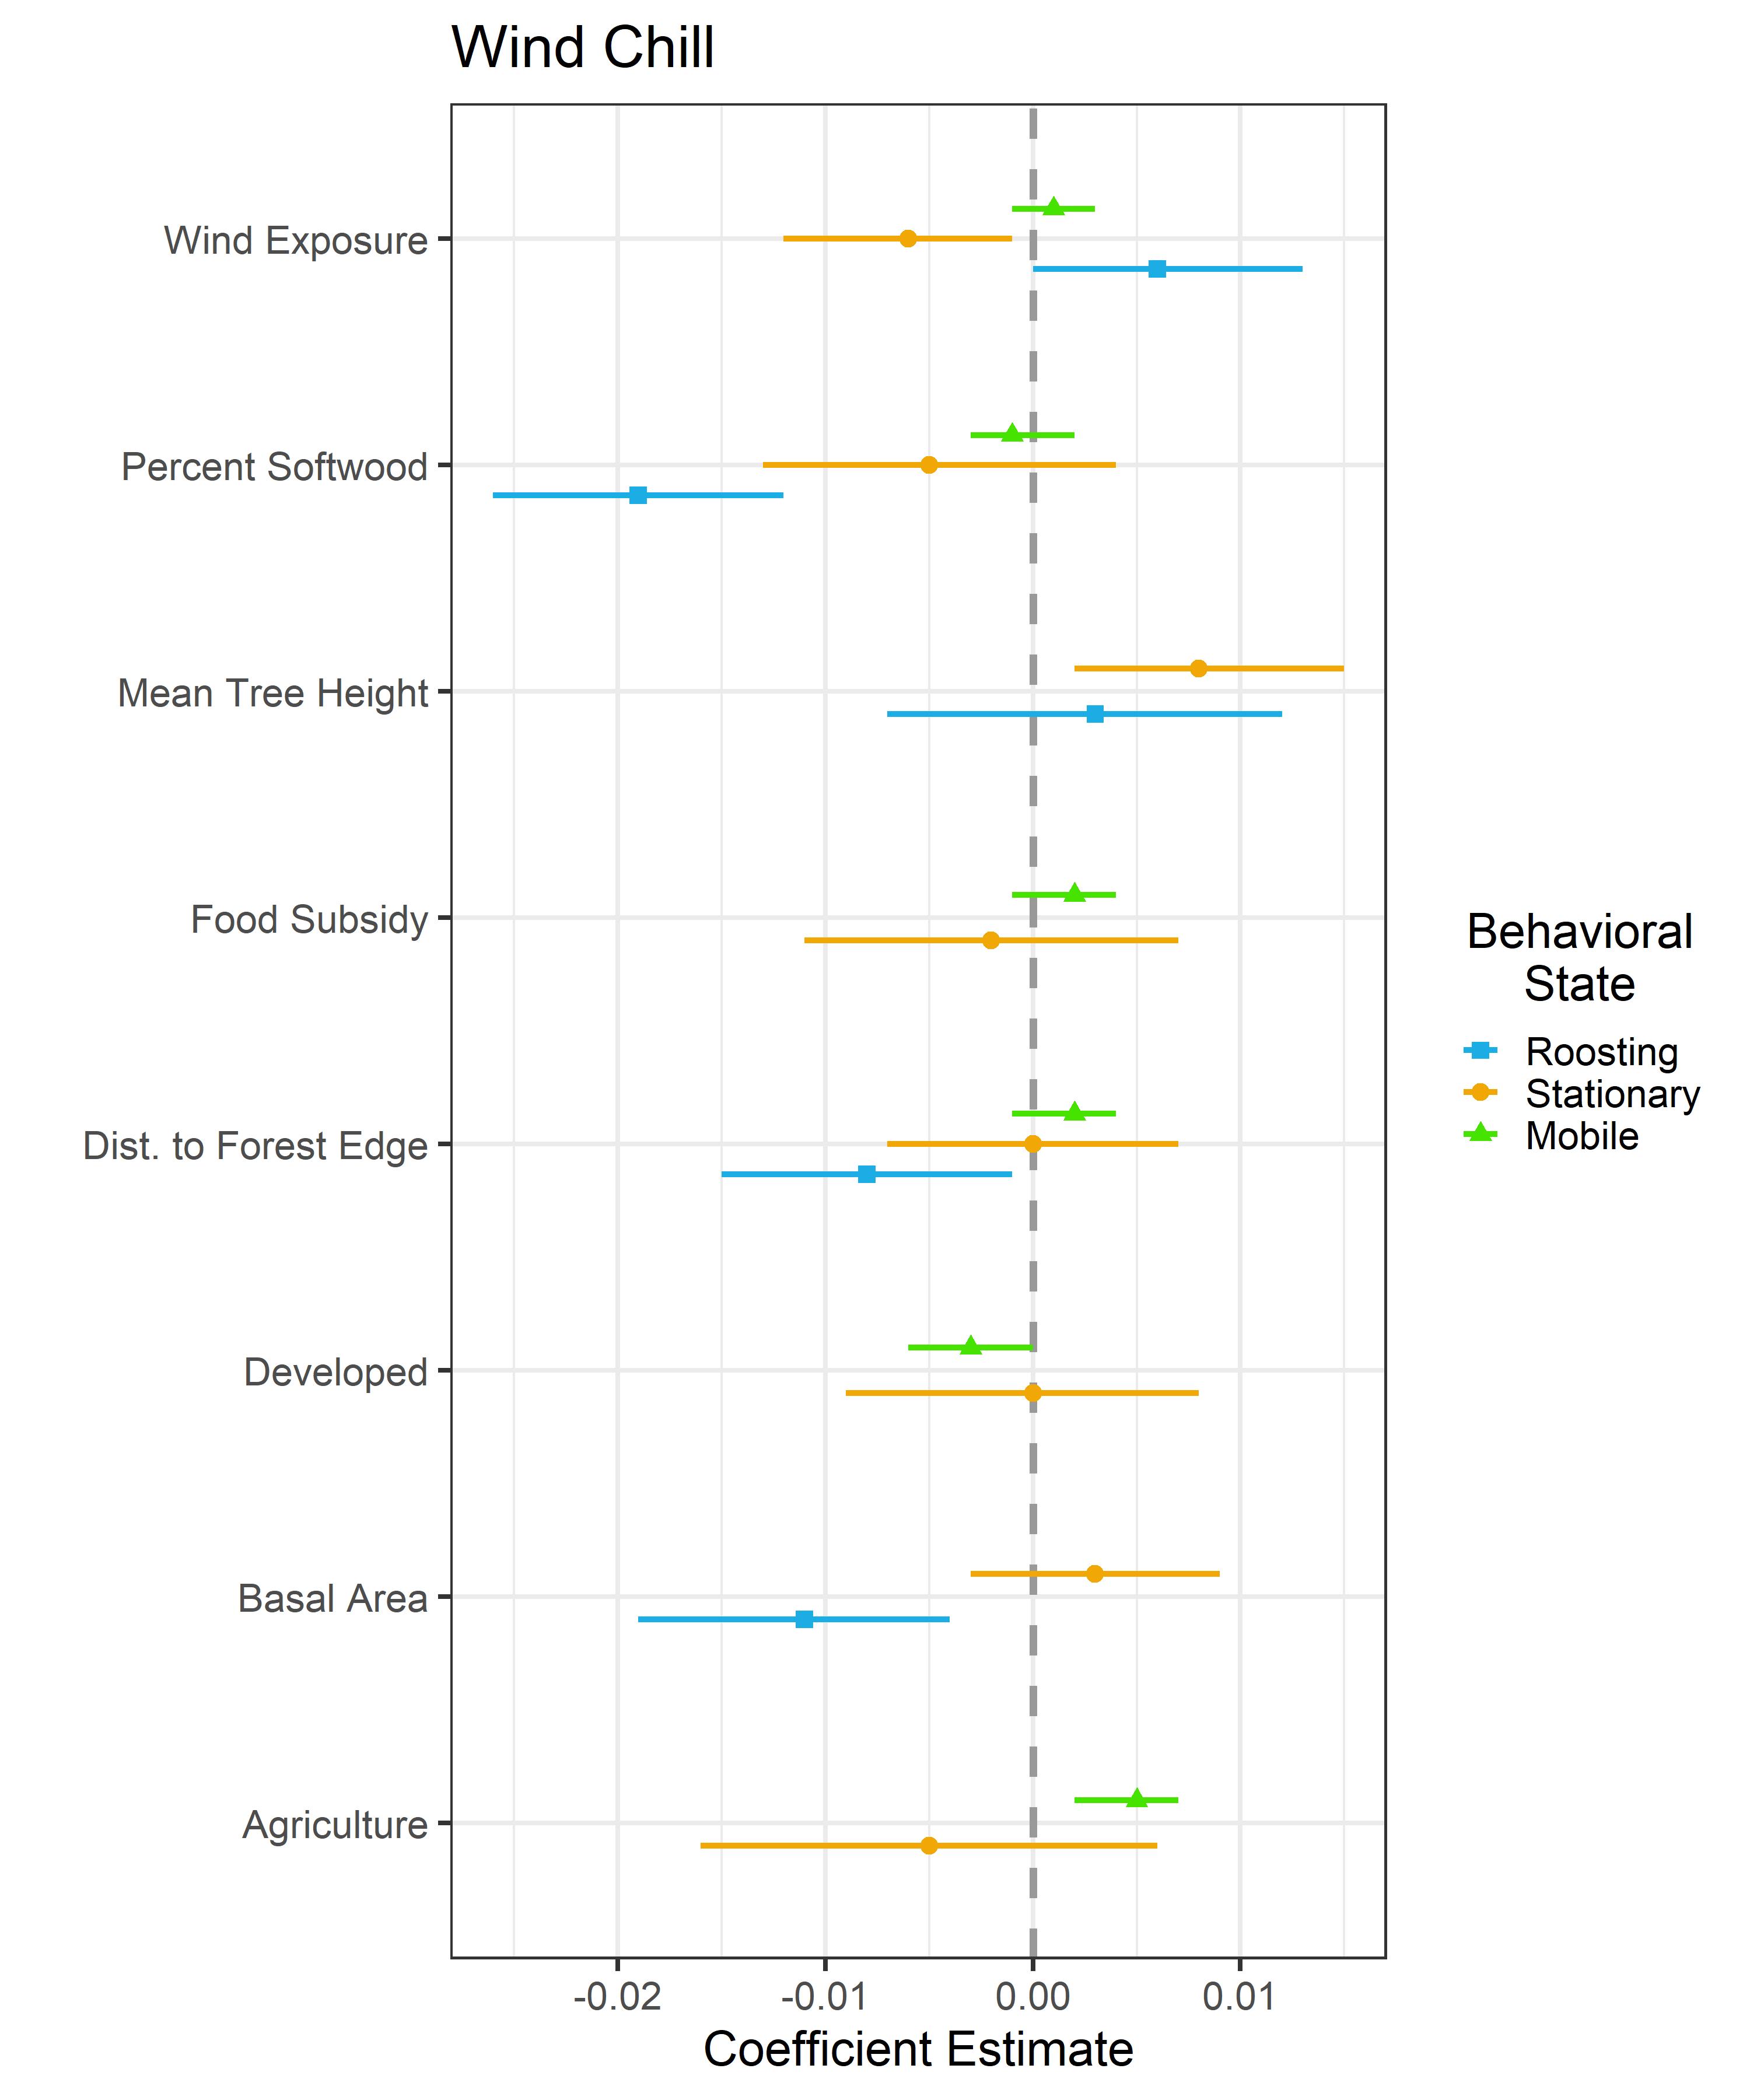 Wind Chill
Wind Exposure
Percent Softwood
Mean Tree Height
Food Subsidy
Dist. to Forest Edge
Developed
Basal Area
Agriculture
-0.02
-0.01
0.00
0.01
Coefficient Estimate
Behavioral
State
Roosting
Stationary
Mobile